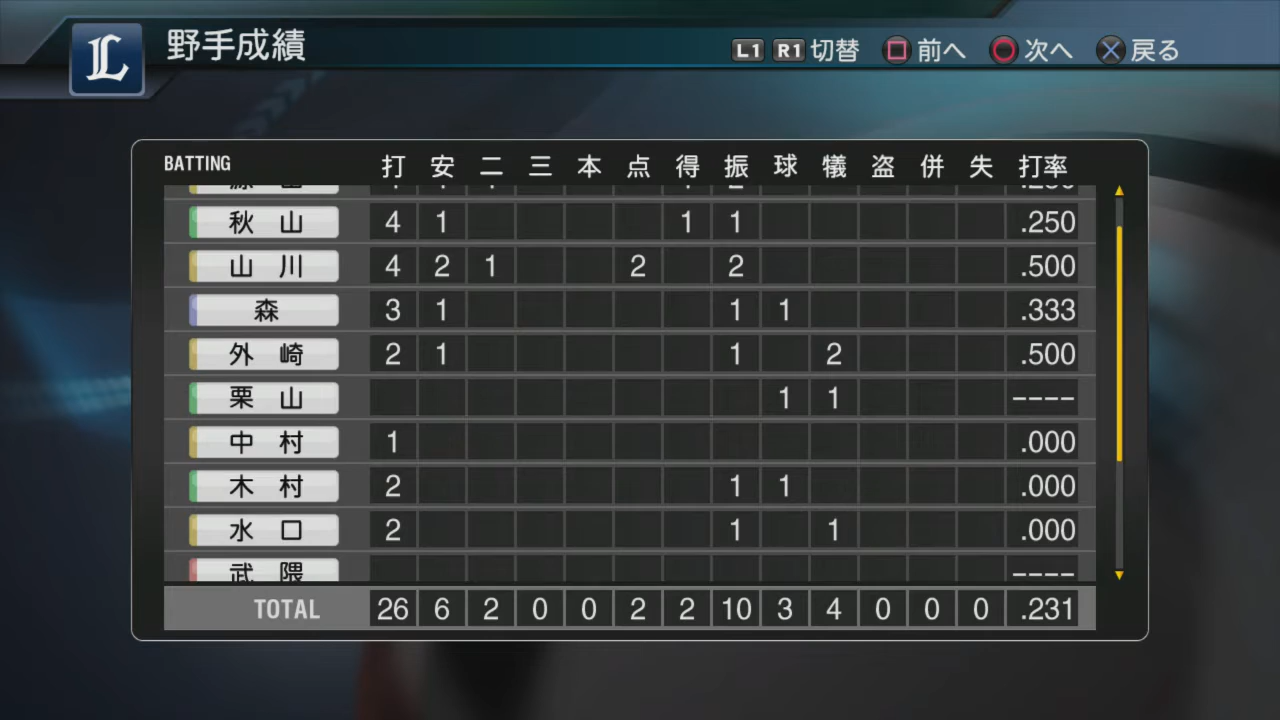 L 野手成績 L1 R1 切替 前へ 次へ 戻る
BATTING 打 安 二 三 本 点 得 振 球 犠 盗 併 失 打率
秋山 4 1 1 1 .250
山川 4 2 1 2 2 .500
森 3 1 1 1 .333
外崎 2 1 1 2 .500
栗山 1 1 ----
中村 1 .000
木村 2 1 1 .000
水口 2 1 1 .000
武隈 ----
TOTAL 26 6 2 0 0 2 2 10 3 4 0 0 0 .231